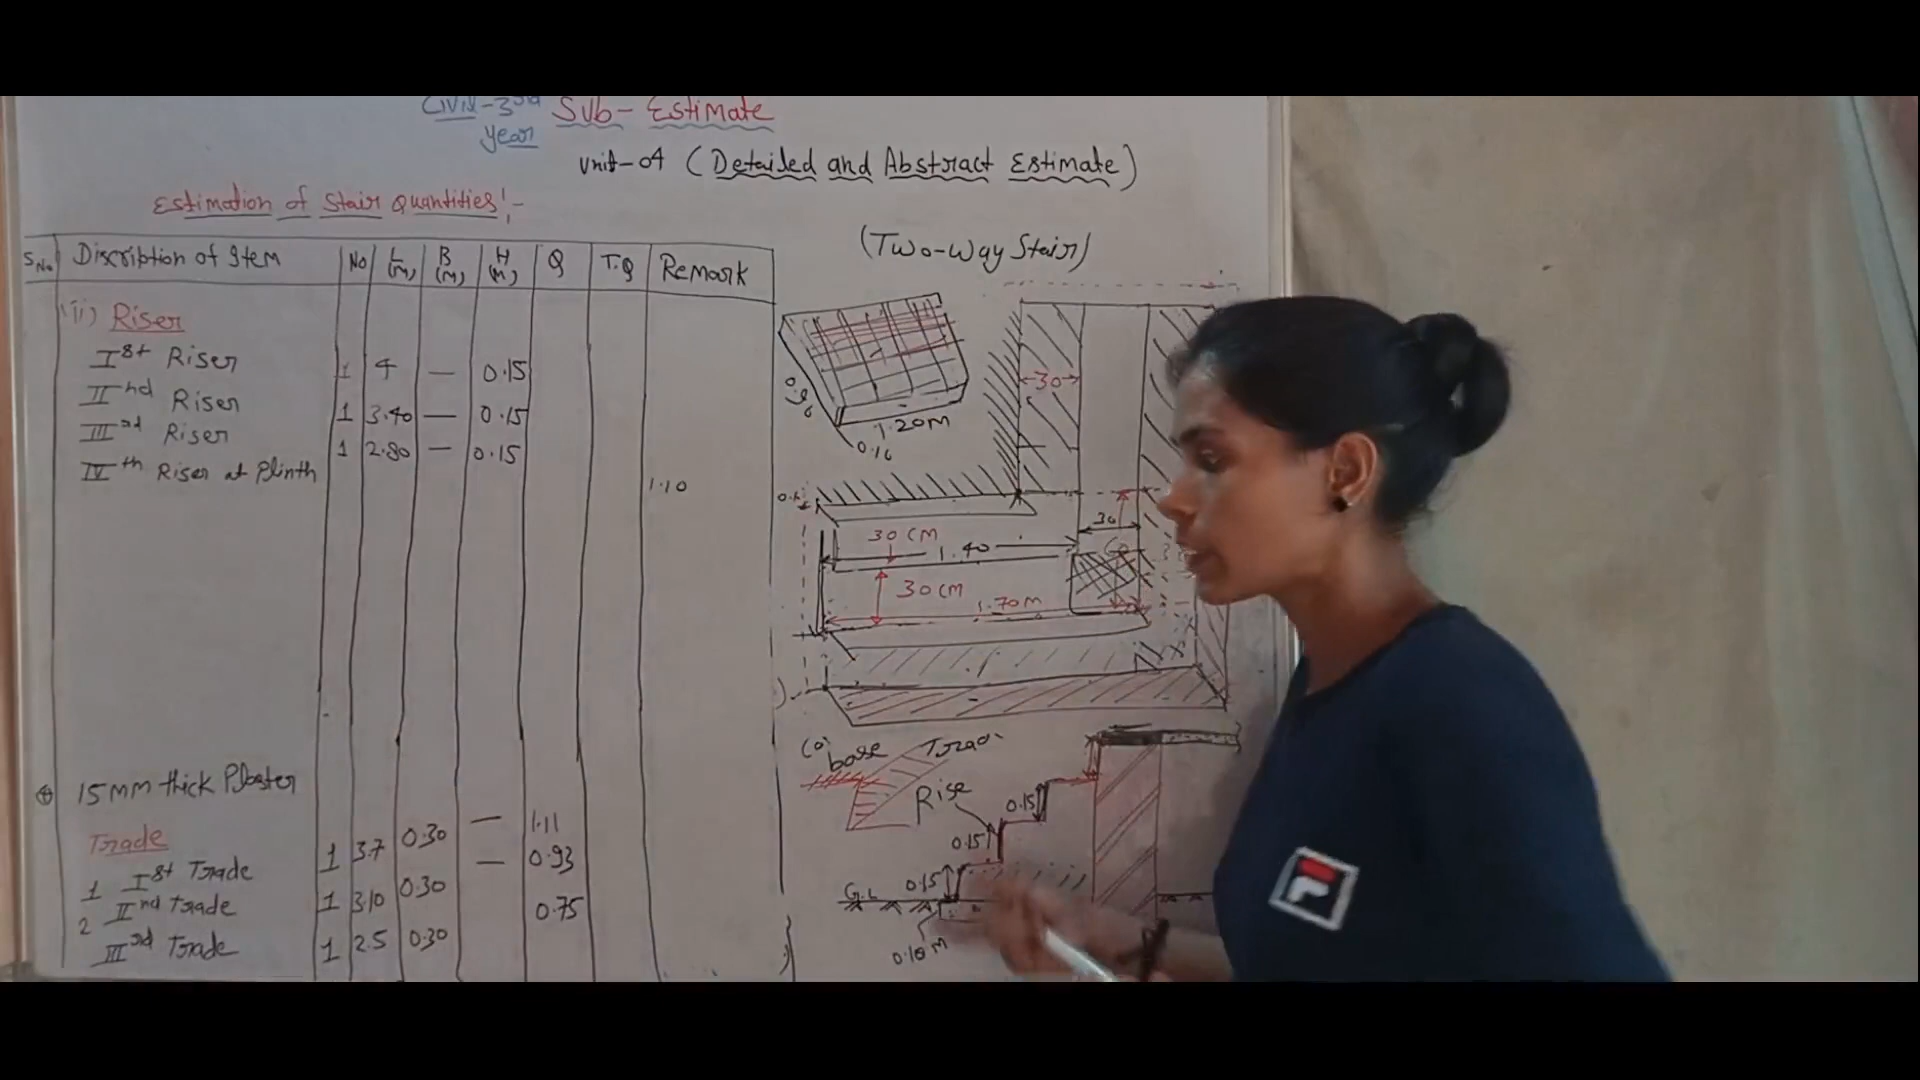 Civil-3rd Sub-Estimate
year
Unit-04 (Detailed and Abstract Estimate)
Estimation of Stair Quantities:-
S.No Discription of Item No L (M) B (M) H (M) Q T.Q Remark
(ii) Riser
Ist Riser 1 4 — 0.15
IInd Riser 1 3.40 — 0.15
IIIrd Riser 1 2.80 — 0.15
IVth Riser at Plinth
1.10
15MM thick Plaster
Trade
1 Ist Trade 1 3.7 0.30 — 1.11
2 IInd Trade 1 3.10 0.30 — 0.93
IIIrd Trade 1 2.5 0.30 0.75
(Two-Way Stair)
1.20M
30
30
30 CM
1.40
30 CM
1.70M
base Trad
Rise
0.15
0.15
G.L 0.15
0.10M
F